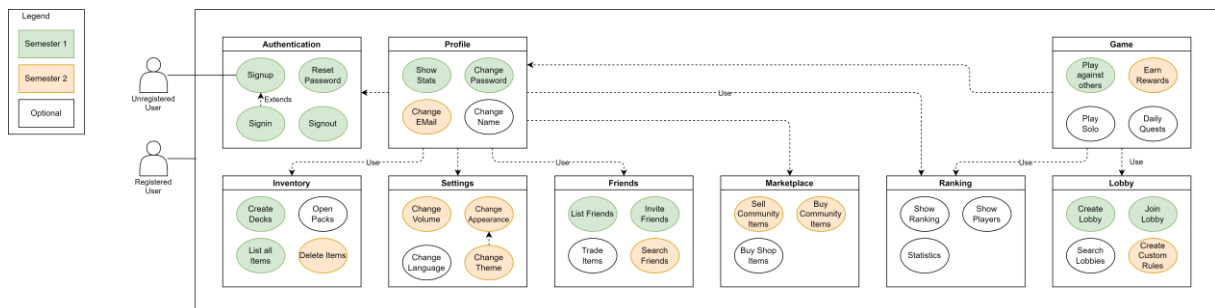 Legend
Semester 1
Semester 2
Optional
Unregistered
User
Registered
User
Authentication
Signup
Reset
Password
Extends
Signin
Signout
Profile
Show
Stats
Change
Password
Change
EMail
Change
Name
Game
Play
against
others
Earn
Rewards
Play
Solo
Daily
Quests
Use
Use
Use
Use
Use
Inventory
Create
Decks
Open
Packs
List all
Items
Delete Items
Settings
Change
Volume
Change
Appearance
Change
Language
Change
Theme
Friends
List Friends
Invite
Friends
Trade
Items
Search
Friends
Marketplace
Sell
Community
Items
Buy
Community
Items
Buy Shop
Items
Ranking
Show
Ranking
Show
Players
Statistics
Lobby
Create
Lobby
Join
Lobby
Search
Lobbies
Create
Custom
Rules